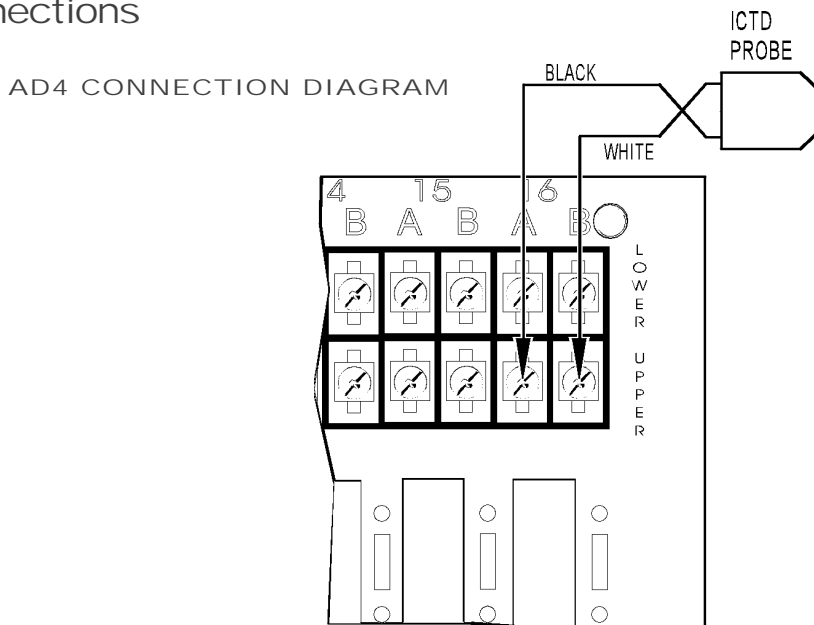 nections
AD4 CONNECTION DIAGRAM
ICTD
PROBE
BLACK
WHITE
4 15 16
B A B A B
LOWER
UPPER